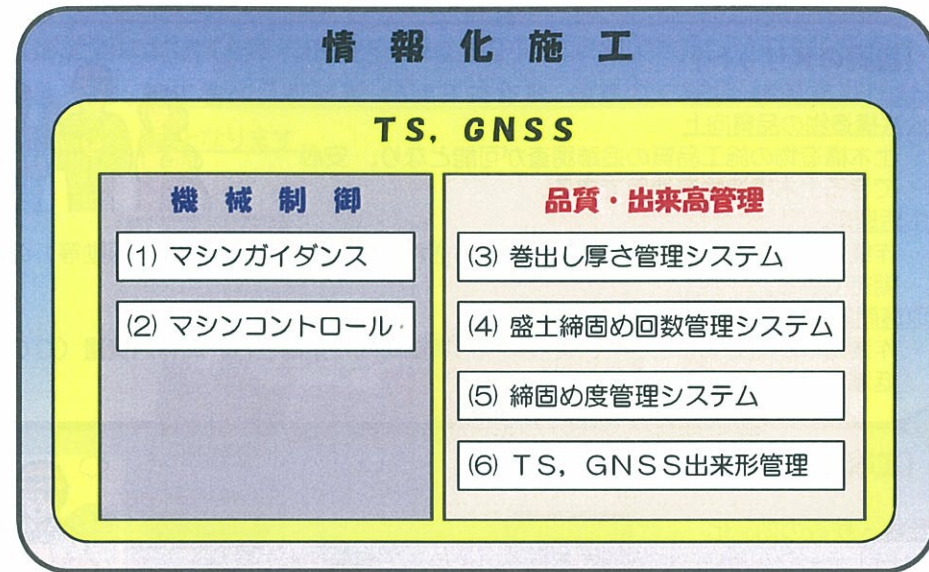 情報化施工
TS, GNSS
機械制御
(1) マシンガイダンス
(2) マシンコントロール
品質・出来高管理
(3) 巻出し厚さ管理システム
(4) 盛土締固め回数管理システム
(5) 締固め度管理システム
(6) TS, GNSS出来形管理